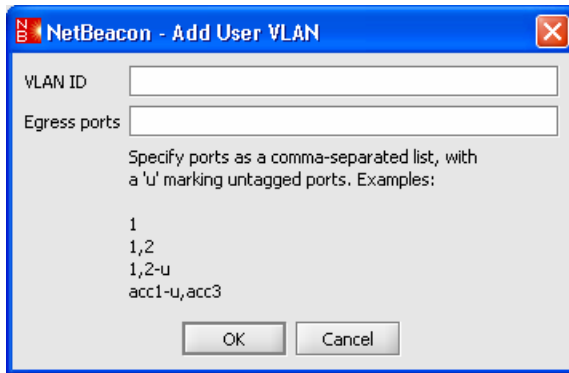 NB NetBeacon - Add User VLAN
VLAN ID
Egress ports
Specify ports as a comma-separated list, with
a 'u' marking untagged ports. Examples:
1
1,2
1,2-u
acc1-u,acc3
OK Cancel